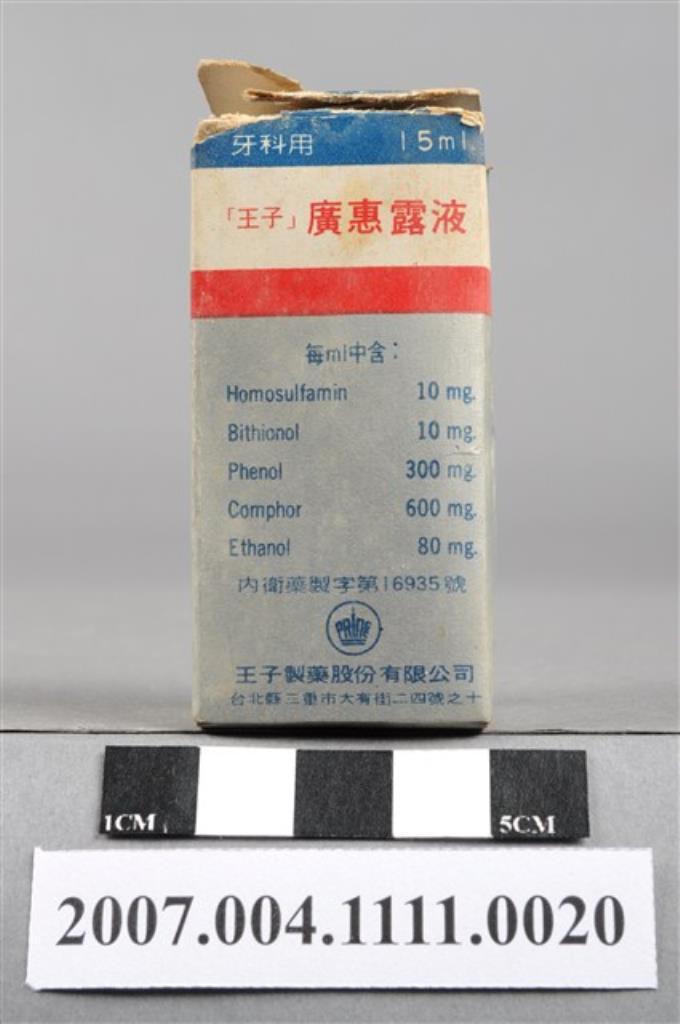 牙科用 15ml.
「王子」廣惠露液
每ml中含：
Homosulfamin 10 mg.
Bithionol 10 mg.
Phenol 300 mg.
Comphor 600 mg.
Ethanol 80 mg.
內衛藥製字第16935號
PRINE
王子製藥股份有限公司
台北縣三重市大有街二四號之十
1CM 5CM
2007.004.1111.0020